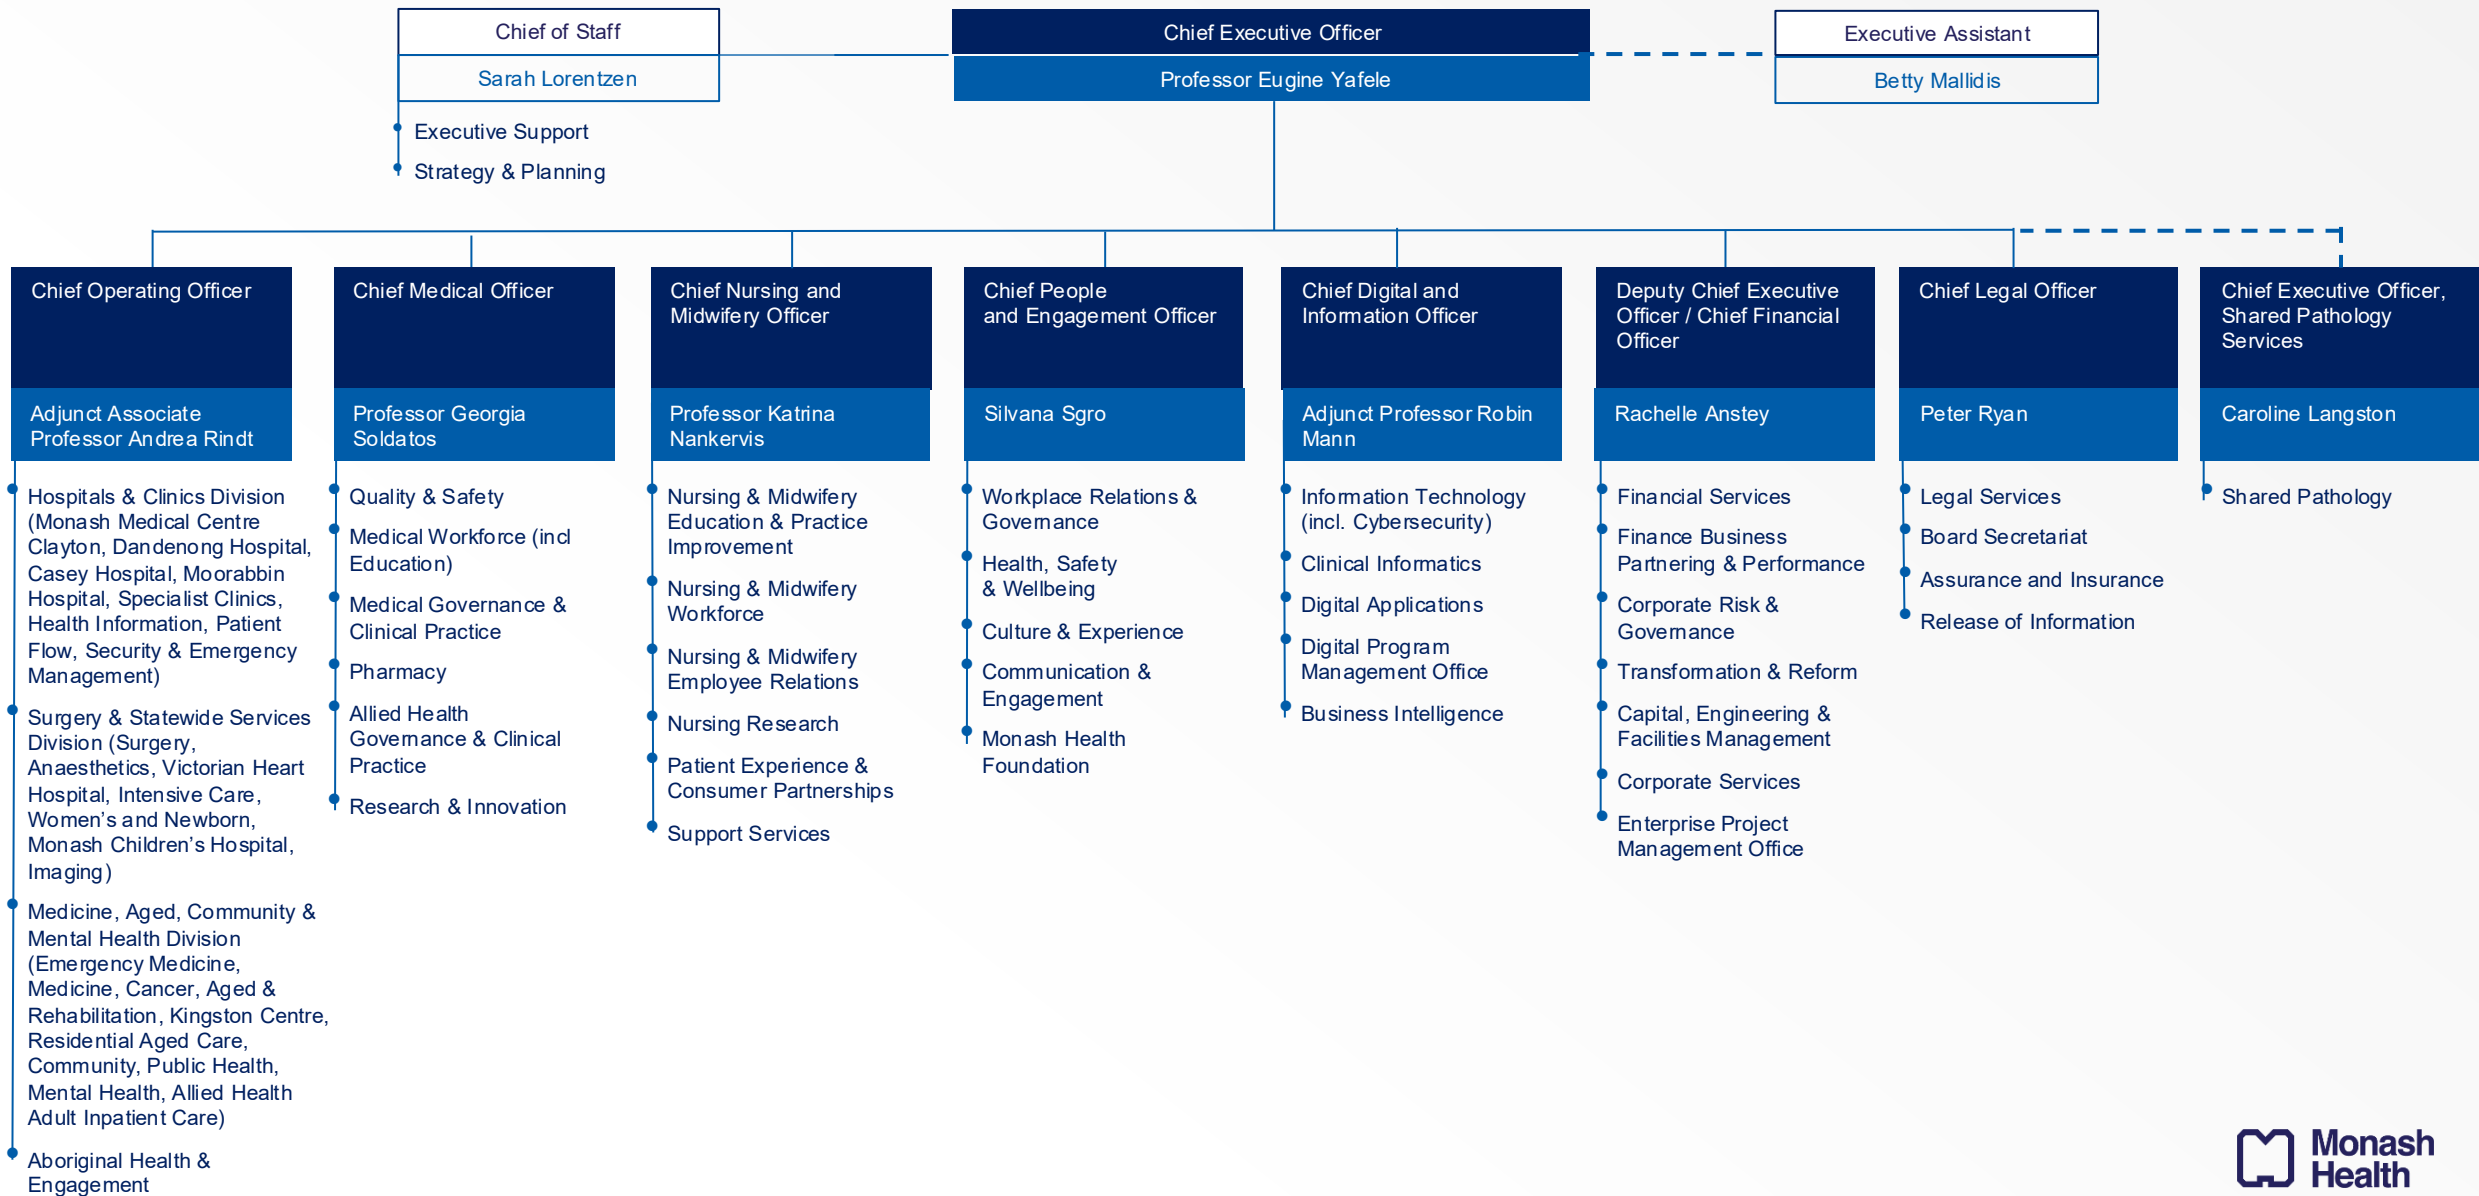 Chief of Staff
Sarah Lorentzen
Executive Support
Strategy & Planning
Chief Executive Officer
Professor Eugine Yafele
Executive Assistant
Betty Mallidis
Chief Operating Officer
Adjunct Associate
Professor Andrea Rindt
Hospitals & Clinics Division
(Monash Medical Centre
Clayton, Dandenong Hospital,
Casey Hospital, Moorabbin
Hospital, Specialist Clinics,
Health Information, Patient
Flow, Security & Emergency
Management)
Surgery & Statewide Services
Division (Surgery,
Anaesthetics, Victorian Heart
Hospital, Intensive Care,
Women’s and Newborn,
Monash Children’s Hospital,
Imaging)
Medicine, Aged, Community &
Mental Health Division
(Emergency Medicine,
Medicine, Cancer, Aged &
Rehabilitation, Kingston Centre,
Residential Aged Care,
Community, Public Health,
Mental Health, Allied Health
Adult Inpatient Care)
Aboriginal Health &
Engagement
Chief Medical Officer
Professor Georgia
Soldatos
Quality & Safety
Medical Workforce (incl
Education)
Medical Governance &
Clinical Practice
Pharmacy
Allied Health
Governance & Clinical
Practice
Research & Innovation
Chief Nursing and
Midwifery Officer
Professor Katrina
Nankervis
Nursing & Midwifery
Education & Practice
Improvement
Nursing & Midwifery
Workforce
Nursing & Midwifery
Employee Relations
Nursing Research
Patient Experience &
Consumer Partnerships
Support Services
Chief People
and Engagement Officer
Silvana Sgro
Workplace Relations &
Governance
Health, Safety
& Wellbeing
Culture & Experience
Communication &
Engagement
Monash Health
Foundation
Chief Digital and
Information Officer
Adjunct Professor Robin
Mann
Information Technology
(incl. Cybersecurity)
Clinical Informatics
Digital Applications
Digital Program
Management Office
Business Intelligence
Deputy Chief Executive
Officer / Chief Financial
Officer
Rachelle Anstey
Financial Services
Finance Business
Partnering & Performance
Corporate Risk &
Governance
Transformation & Reform
Capital, Engineering &
Facilities Management
Corporate Services
Enterprise Project
Management Office
Chief Legal Officer
Peter Ryan
Legal Services
Board Secretariat
Assurance and Insurance
Release of Information
Chief Executive Officer,
Shared Pathology
Services
Caroline Langston
Shared Pathology
Monash
Health